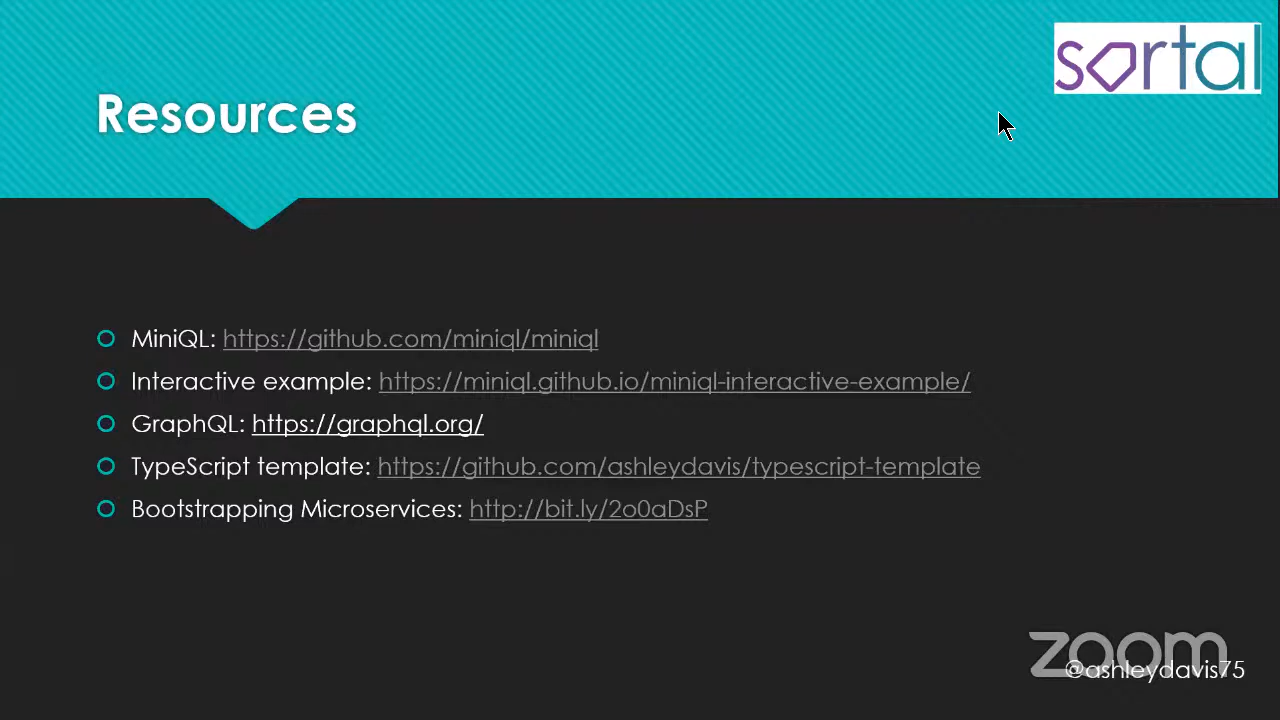 sortal
Resources
MiniQL: https://github.com/miniql/miniql
Interactive example: https://miniql.github.io/miniql-interactive-example/
GraphQL: https://graphql.org/
TypeScript template: https://github.com/ashleydavis/typescript-template
Bootstrapping Microservices: http://bit.ly/2o0aDsP
zoom
@ashleydavis75